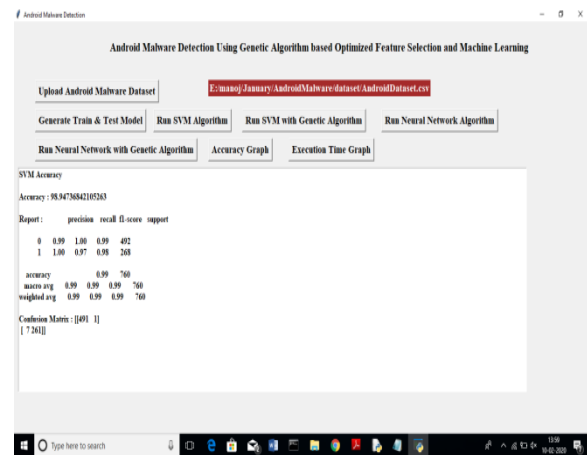 Android Malware Detection
Android Malware Detection Using Genetic Algorithm based Optimized Feature Selection and Machine Learning
Upload Android Malware Dataset
E:/manoj/January/AndroidMalware/dataset/AndroidDataset.csv
Generate Train & Test Model
Run SVM Algorithm
Run SVM with Genetic Algorithm
Run Neural Network Algorithm
Run Neural Network with Genetic Algorithm
Accuracy Graph
Execution Time Graph
SVM Accuracy
Accuracy : 98.94736842105263
Report : precision recall f1-score support
0 0.99 1.00 0.99 492
1 1.00 0.97 0.98 268
accuracy 0.99 760
macro avg 0.99 0.99 0.99 760
weighted avg 0.99 0.99 0.99 760
Confusion Matrix : [[491 1]
[ 7 261]]
Type here to search
13:59
10-02-2020